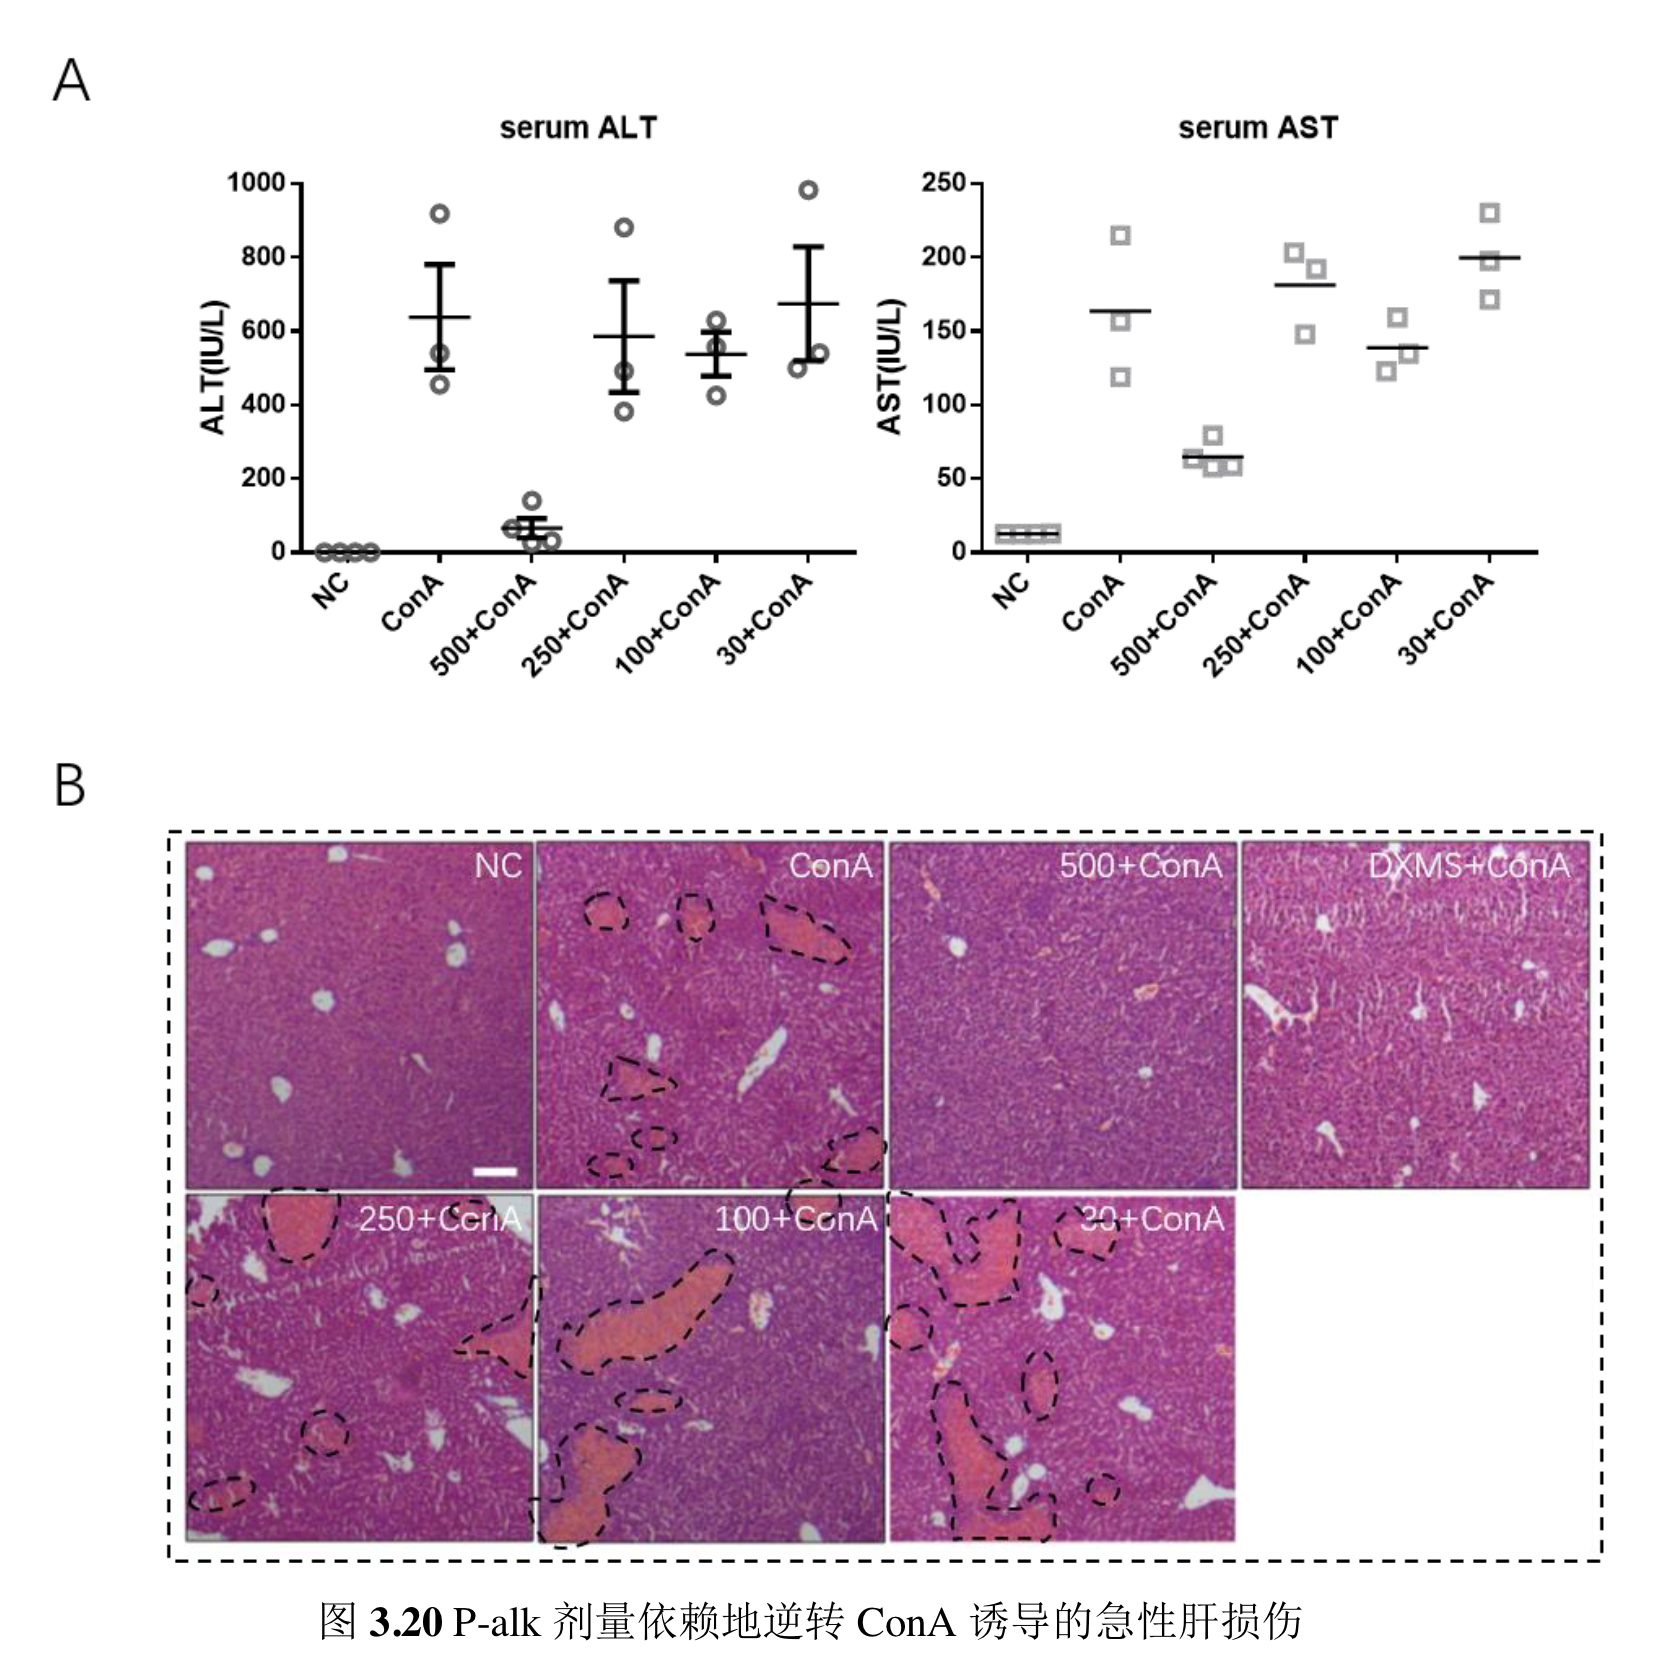 A
serum ALT
1000
800
600
400
200
0
ALT(IU/L)
NC
ConA
500+ConA
250+ConA
100+ConA
30+ConA
serum AST
250
200
150
100
50
0
AST(IU/L)
NC
ConA
500+ConA
250+ConA
100+ConA
30+ConA
B
NC
ConA
500+ConA
DXMS+ConA
250+ConA
100+ConA
30+ConA
图 3.20 P-alk 剂量依赖地逆转 ConA 诱导的急性肝损伤